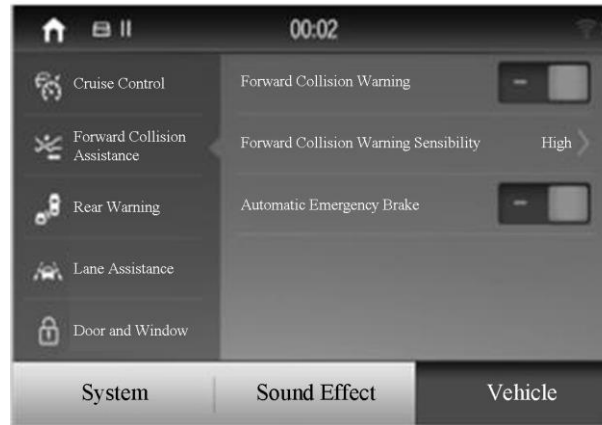 00:02
Cruise Control
Forward Collision
Assistance
Rear Warning
Lane Assistance
Door and Window
Forward Collision Warning
Forward Collision Warning Sensibility High
Automatic Emergency Brake
System Sound Effect Vehicle